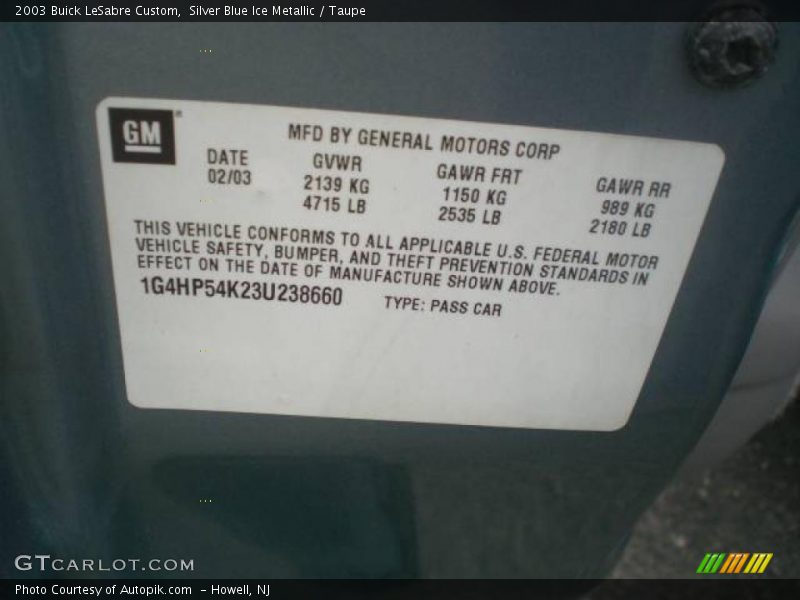 2003 Buick LeSabre Custom, Silver Blue Ice Metallic / Taupe
GM
MFD BY GENERAL MOTORS CORP
DATE GVWR GAWR FRT GAWR RR
02/03 2139 KG 1150 KG 989 KG
4715 LB 2535 LB 2180 LB
THIS VEHICLE CONFORMS TO ALL APPLICABLE U.S. FEDERAL MOTOR
VEHICLE SAFETY, BUMPER, AND THEFT PREVENTION STANDARDS IN
EFFECT ON THE DATE OF MANUFACTURE SHOWN ABOVE.
1G4HP54K23U238660 TYPE: PASS CAR
GTCARLOT.COM
Photo Courtesy of Autopik.com - Howell, NJ